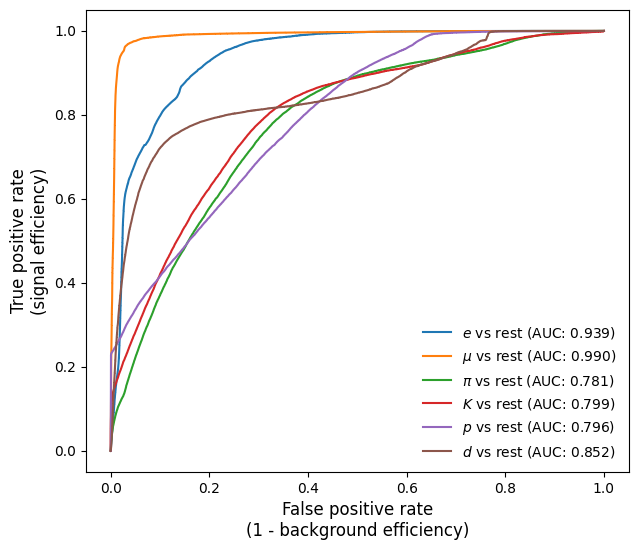 1.0
0.8
0.6
0.4
0.2
0.0
True positive rate
(signal efficiency)
e vs rest (AUC: 0.939)
μ vs rest (AUC: 0.990)
π vs rest (AUC: 0.781)
K vs rest (AUC: 0.799)
p vs rest (AUC: 0.796)
d vs rest (AUC: 0.852)
0.0 0.2 0.4 0.6 0.8 1.0
False positive rate
(1 - background efficiency)